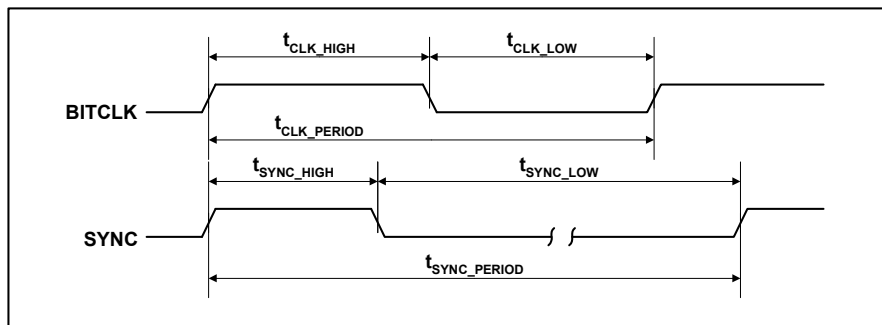 tCLK_HIGH tCLK_LOW
BITCLK
tCLK_PERIOD
tSYNC_HIGH tSYNC_LOW
SYNC
tSYNC_PERIOD